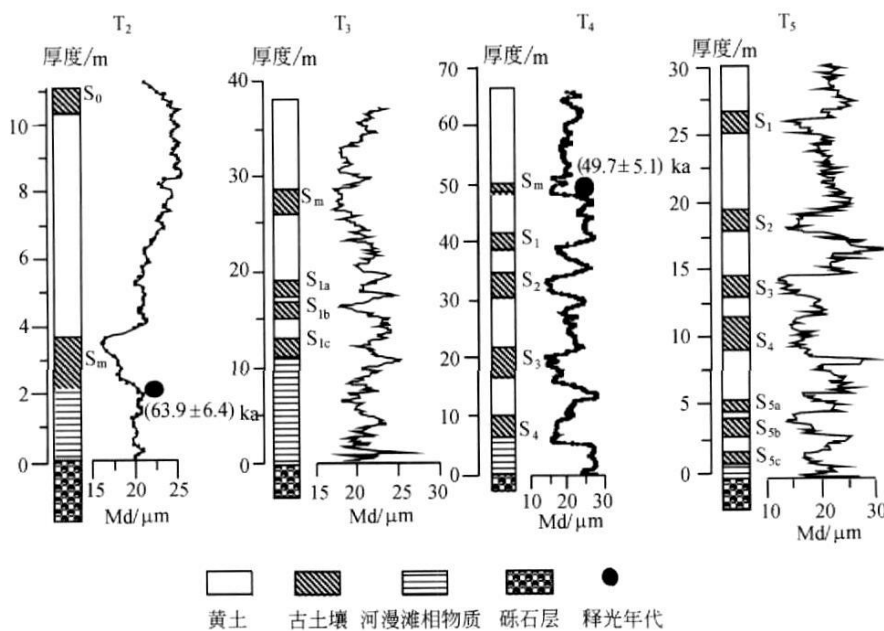 T₂
厚度/m
10
8
6
4
2
0
S₀
Sₘ
(63.9±6.4) ka
15 20 25
Md/μm
T₃
厚度/m
40
30
20
10
0
Sₘ
S₁ₐ
S₁b
S₁c
20 30
Md/μm
T₄
厚度/m
70
60
50
40
30
20
10
0
Sₘ
(49.7±5.1) ka
S₁
S₂
S₃
S₄
10 20 30
Md/μm
T₅
厚度/m
30
25
20
15
10
5
0
S₁
S₂
S₃
S₄
S₅ₐ
S₅b
S₅c
10 20 30
Md/μm
黄土 古土壤 河漫滩相物质 砾石层 释光年代